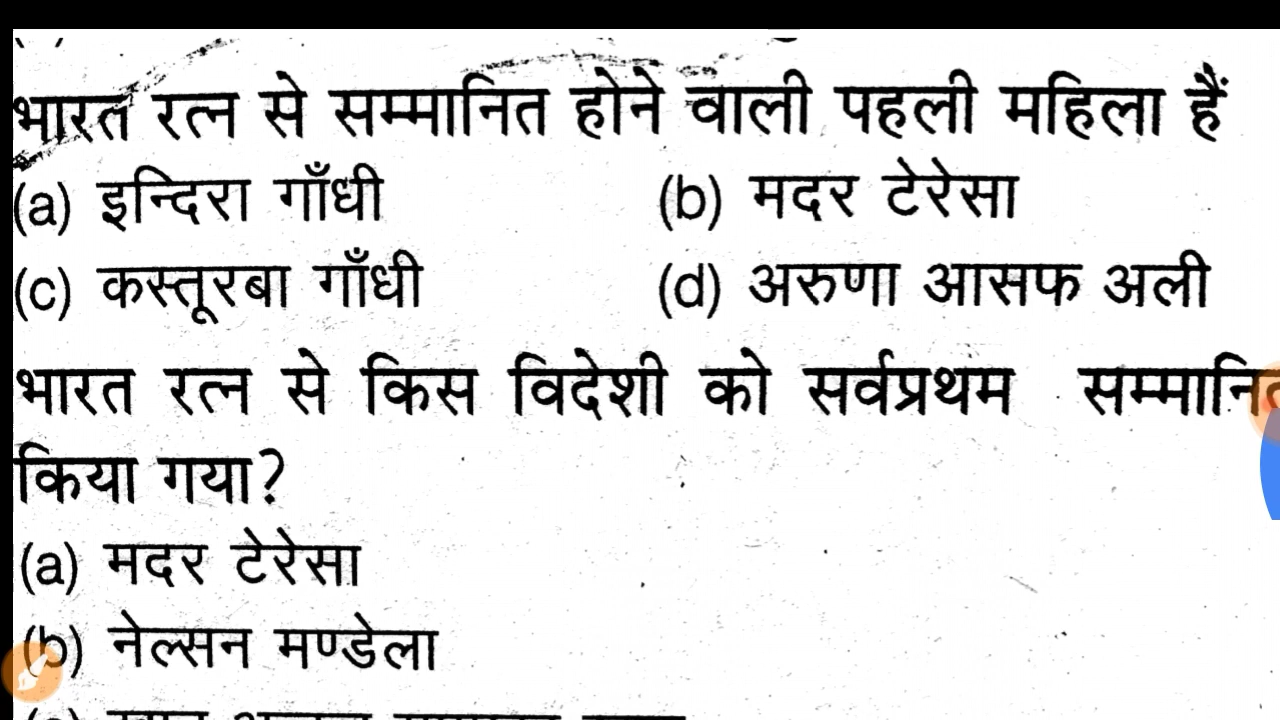 भारत रत्न से सम्मानित होने वाली पहली महिला हैं
(a) इन्दिरा गाँधी (b) मदर टेरेसा
(c) कस्तूरबा गाँधी (d) अरुणा आसफ अली
भारत रत्न से किस विदेशी को सर्वप्रथम सम्मानित
किया गया?
(a) मदर टेरेसा
(b) नेल्सन मण्डेला